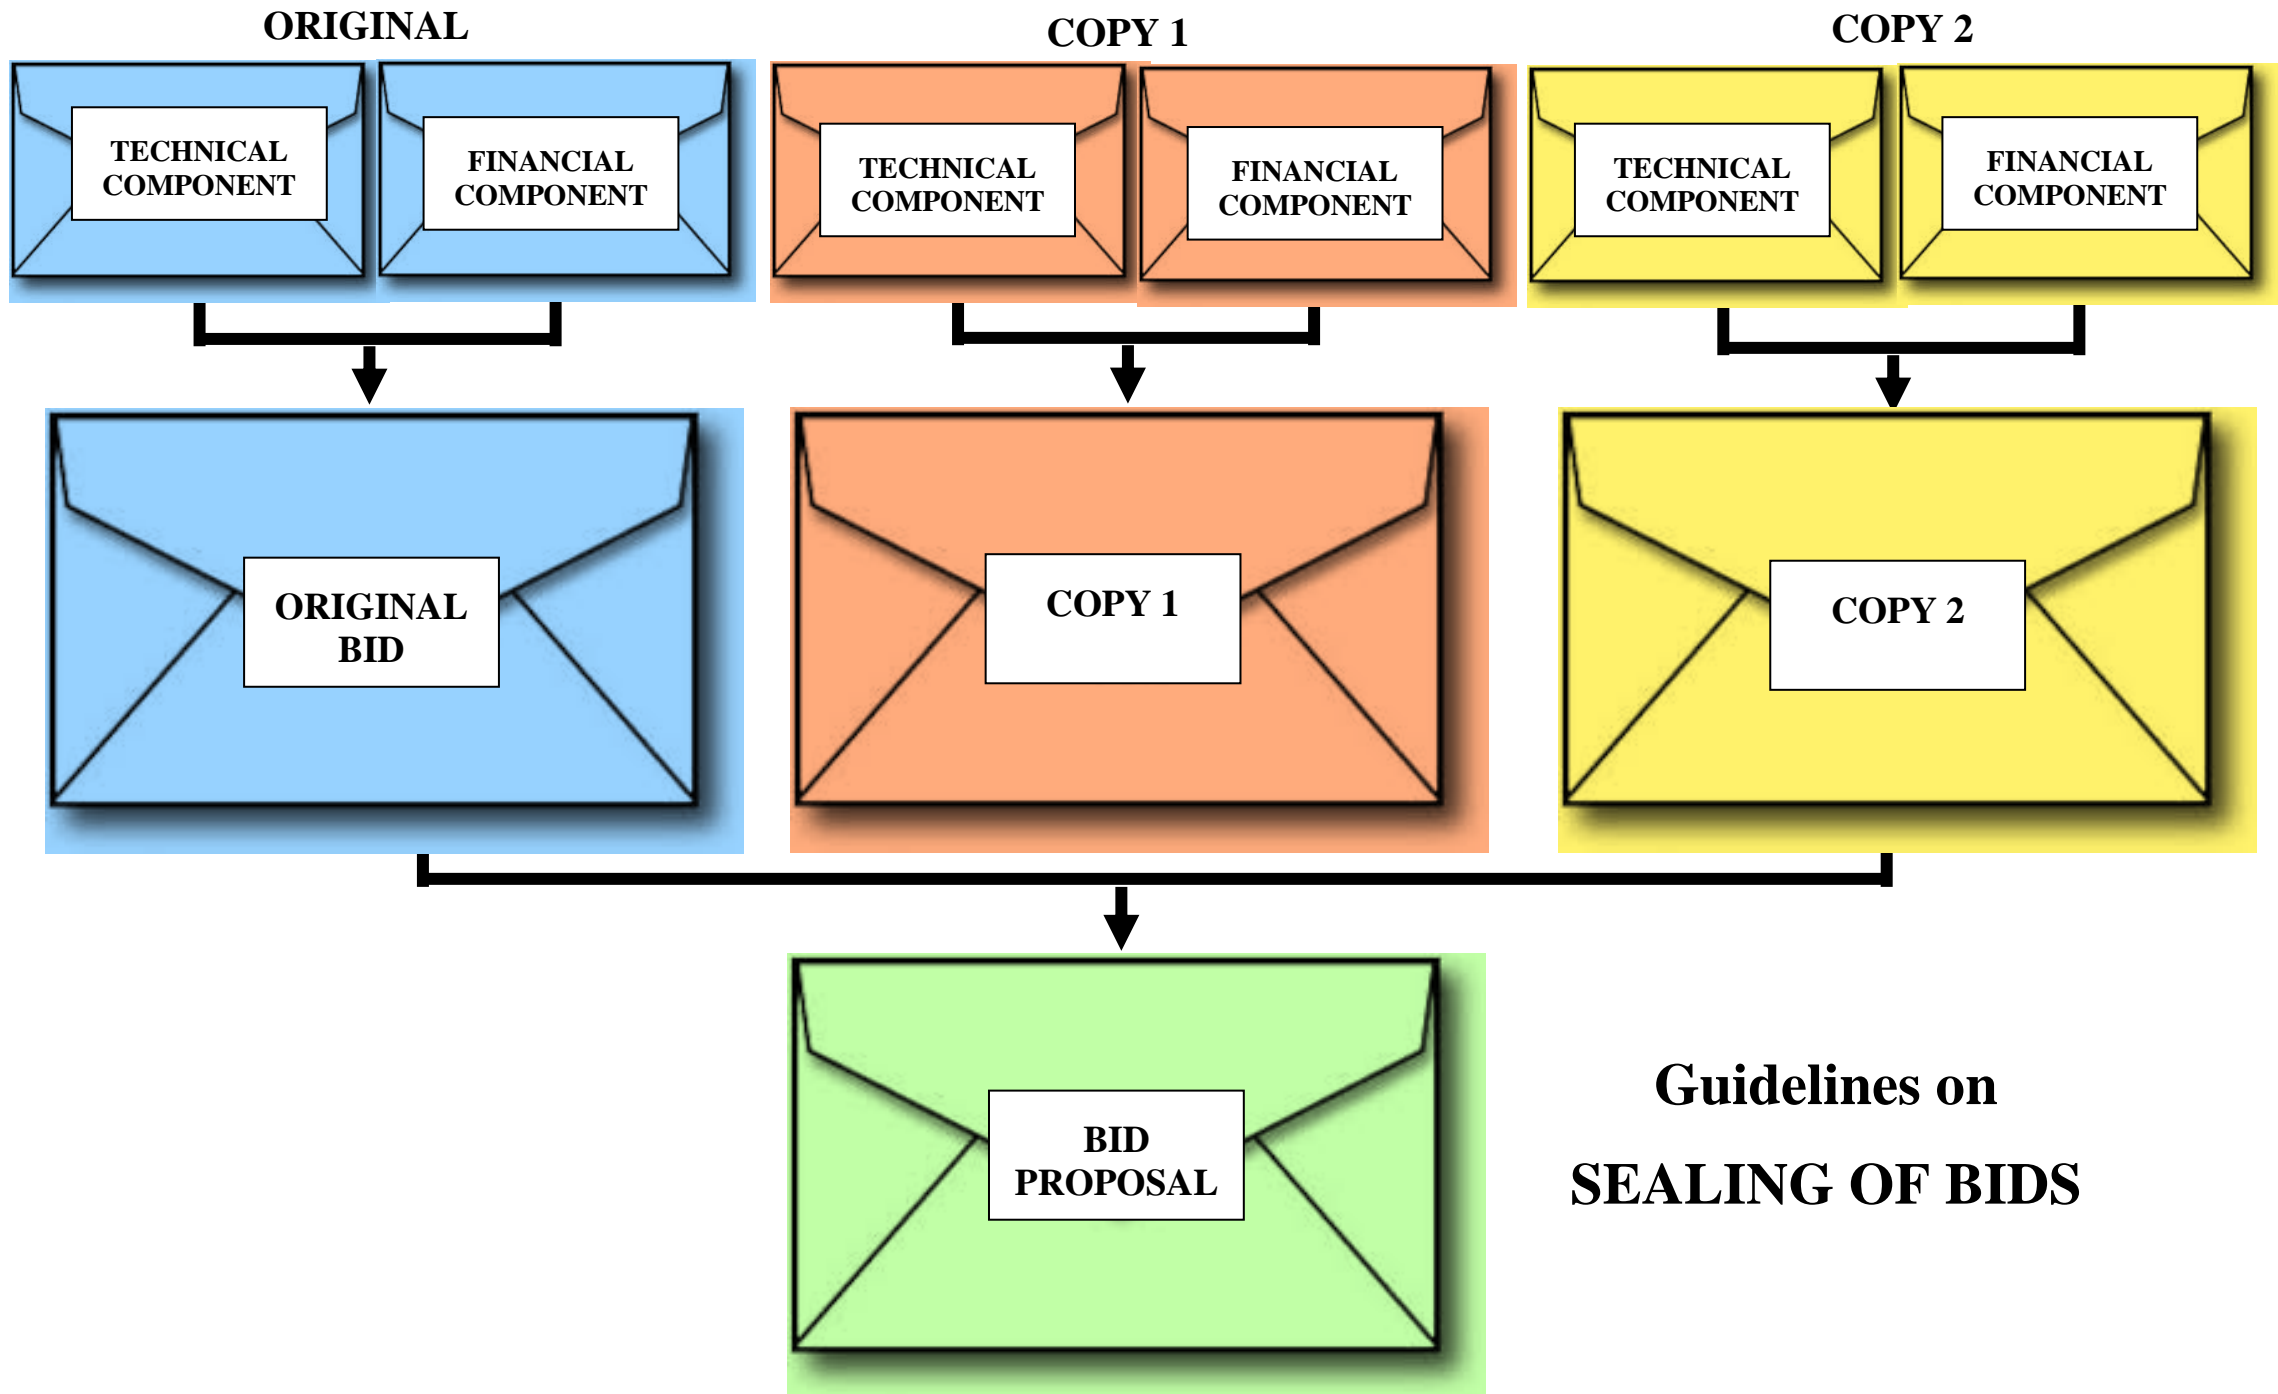 ORIGINAL
COPY 1
COPY 2
TECHNICAL
COMPONENT
FINANCIAL
COMPONENT
TECHNICAL
COMPONENT
FINANCIAL
COMPONENT
TECHNICAL
COMPONENT
FINANCIAL
COMPONENT
ORIGINAL
BID
COPY 1
COPY 2
BID
PROPOSAL
Guidelines on
SEALING OF BIDS